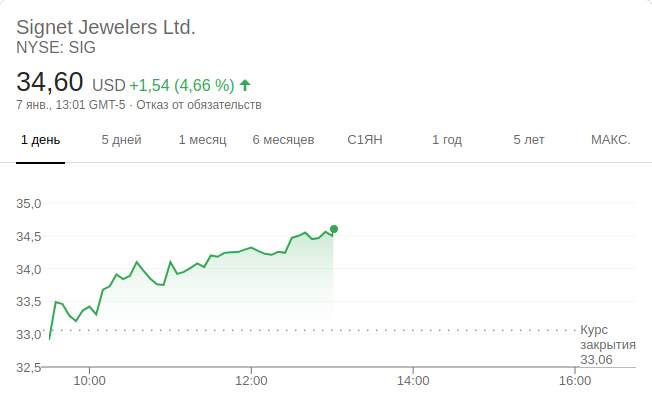 Signet Jewelers Ltd.
NYSE: SIG
34,60 USD +1,54 (4,66 %)
7 янв., 13:01 GMT-5 · Отказ от обязательств
1 день 5 дней 1 месяц 6 месяцев С1ЯН 1 год 5 лет МАКС.
35,0
34,5
34,0
33,5
33,0
32,5
Курс
закрытия
33,06
10:00 12:00 14:00 16:00